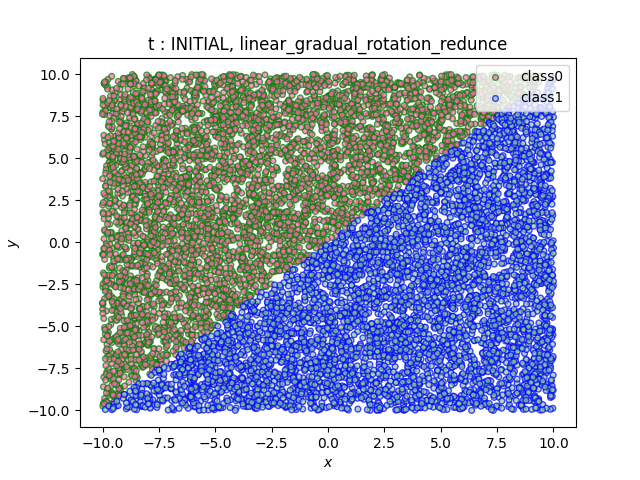 t : INITIAL, linear_gradual_rotation_redunce
class0
class1
10.0
7.5
5.0
2.5
0.0
−2.5
−5.0
−7.5
−10.0
y
−10.0 −7.5 −5.0 −2.5 0.0 2.5 5.0 7.5 10.0
x